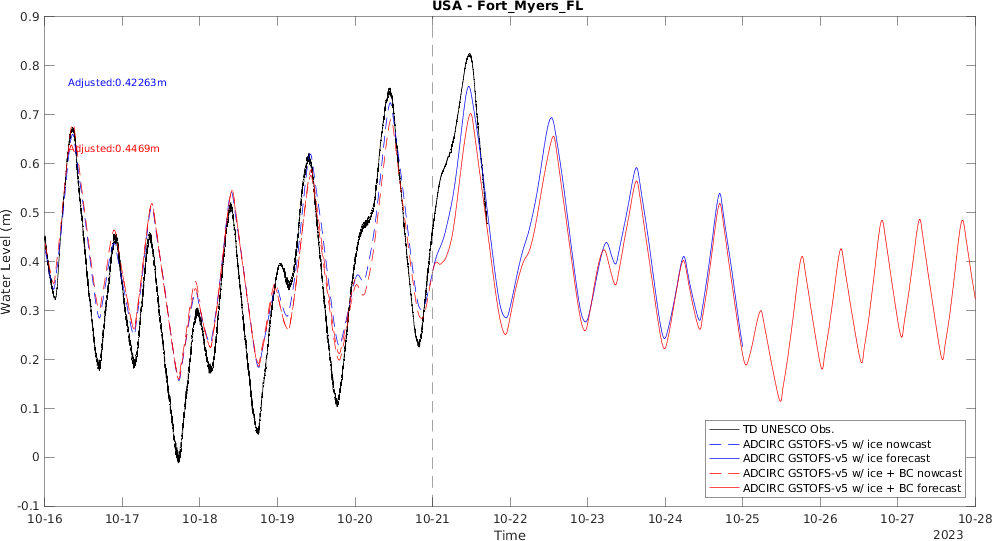 USA - Fort_Myers_FL
0.9
0.8
0.7
0.6
0.5
0.4
0.3
0.2
0.1
0
-0.1
Water Level (m)
Adjusted:0.42263m
Adjusted:0.4469m
TD UNESCO Obs.
ADCIRC GSTOFS-v5 w/ ice nowcast
ADCIRC GSTOFS-v5 w/ ice forecast
ADCIRC GSTOFS-v5 w/ ice + BC nowcast
ADCIRC GSTOFS-v5 w/ ice + BC forecast
10-16 10-17 10-18 10-19 10-20 10-21 10-22 10-23 10-24 10-25 10-26 10-27 10-28
Time
2023